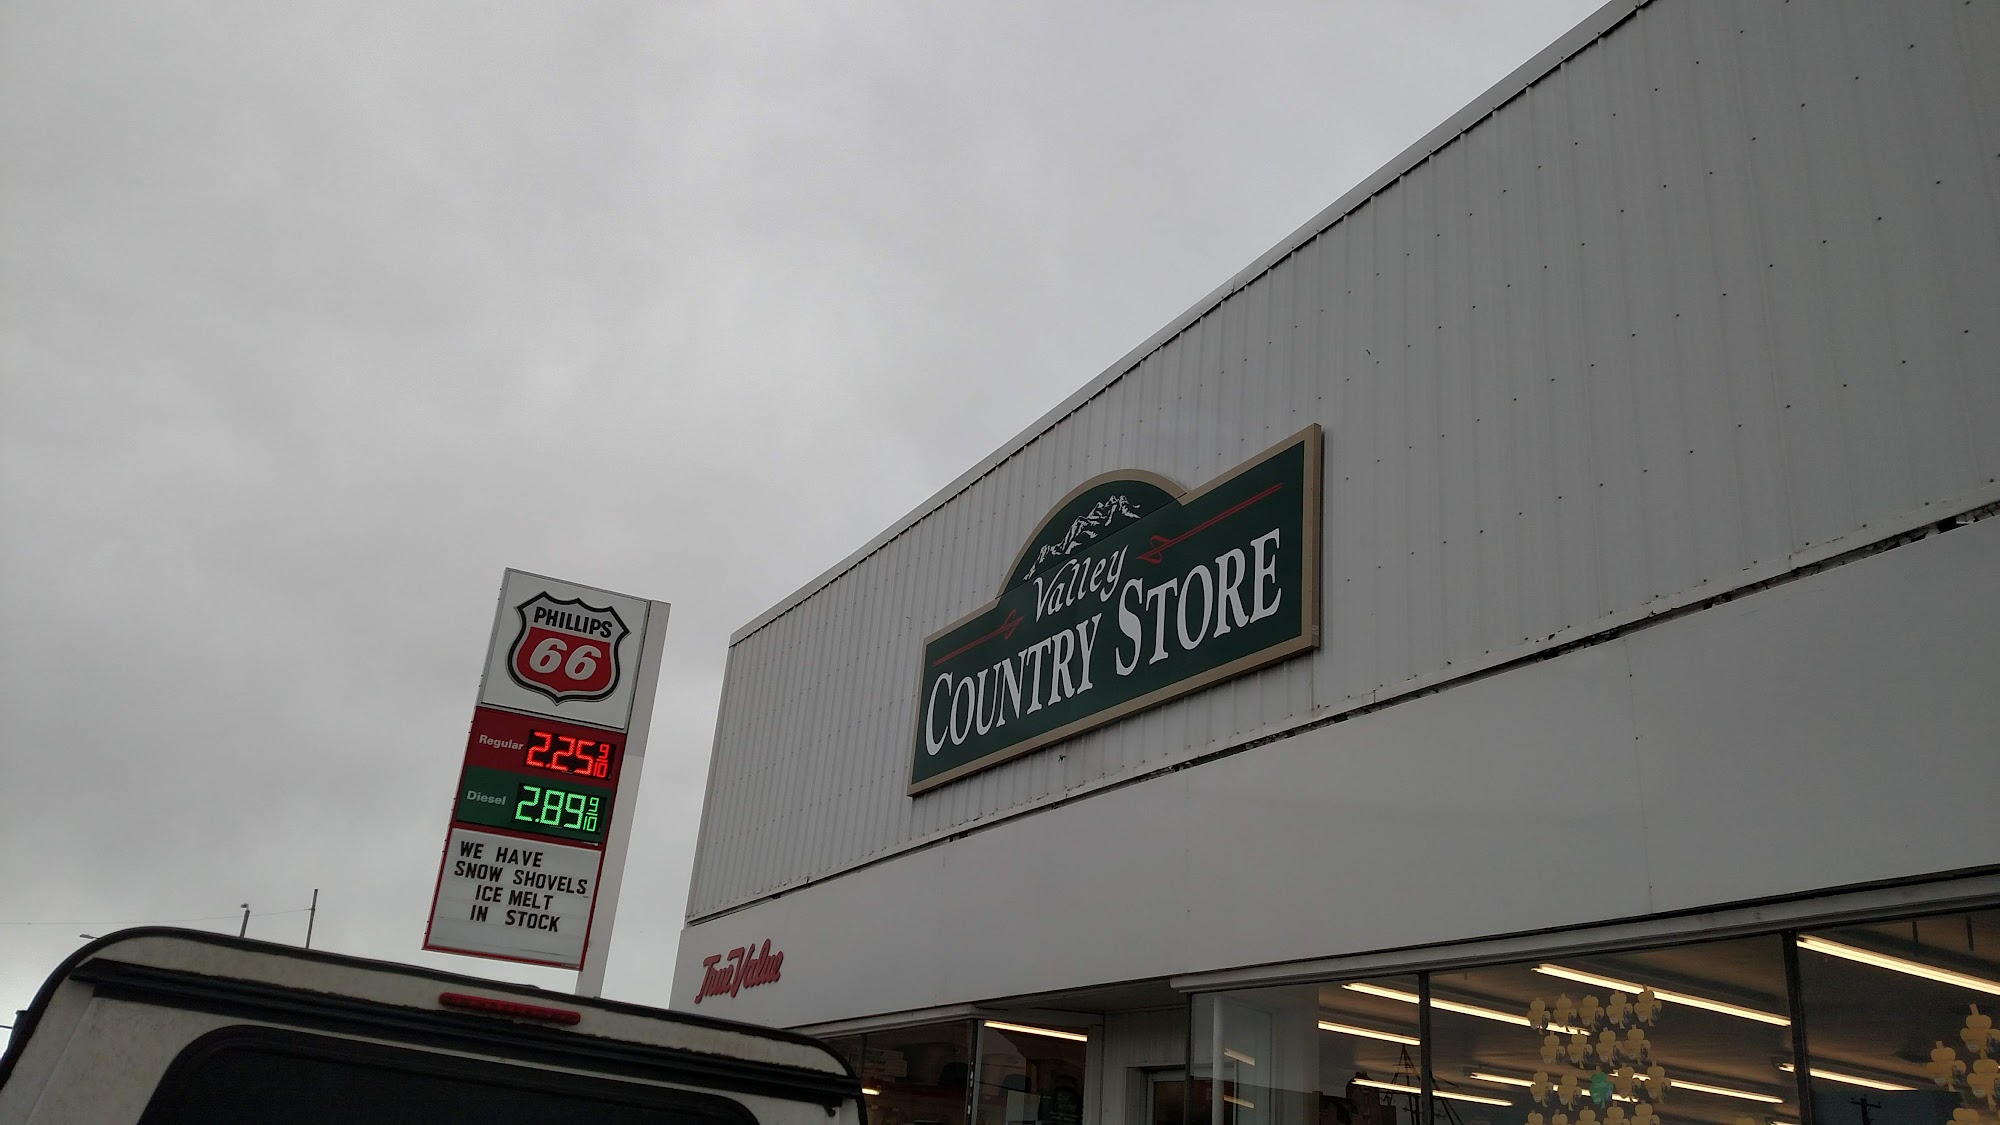 PHILLIPS
66
Regular 2.25 9/10
Diesel 2.89 9/10
WE HAVE
SNOW SHOVELS
ICE MELT
IN STOCK
Valley
COUNTRY STORE
True Value